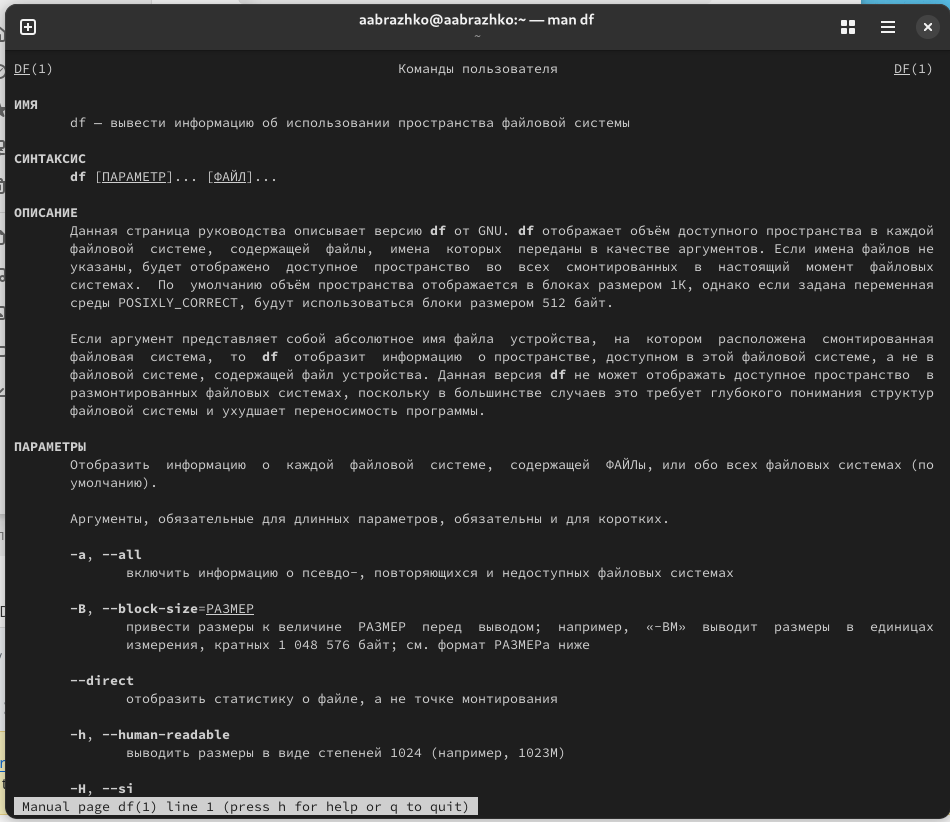 aabrazhko@aabrazhko:~ — man df
~
DF(1) Команды пользователя DF(1)
ИМЯ
df — вывести информацию об использовании пространства файловой системы
СИНТАКСИС
df [ПАРАМЕТР]... [ФАЙЛ]...
ОПИСАНИЕ
Данная страница руководства описывает версию df от GNU. df отображает объём доступного пространства в каждой
файловой системе, содержащей файлы, имена которых переданы в качестве аргументов. Если имена файлов не
указаны, будет отображено доступное пространство во всех смонтированных в настоящий момент файловых
системах. По умолчанию объём пространства отображается в блоках размером 1K, однако если задана переменная
среды POSIXLY_CORRECT, будут использоваться блоки размером 512 байт.
Если аргумент представляет собой абсолютное имя файла устройства, на котором расположена смонтированная
файловая система, то df отобразит информацию о пространстве, доступном в этой файловой системе, а не в
файловой системе, содержащей файл устройства. Данная версия df не может отображать доступное пространство в
размонтированных файловых системах, поскольку в большинстве случаев это требует глубокого понимания структур
файловой системы и ухудшает переносимость программы.
ПАРАМЕТРЫ
Отобразить информацию о каждой файловой системе, содержащей ФАЙЛы, или обо всех файловых системах (по
умолчанию).
Аргументы, обязательные для длинных параметров, обязательны и для коротких.
-a, --all
включить информацию о псевдо-, повторяющихся и недоступных файловых системах
-B, --block-size=РАЗМЕР
привести размеры к величине РАЗМЕР перед выводом; например, «-BM» выводит размеры в единицах
измерения, кратных 1 048 576 байт; см. формат РАЗМЕРа ниже
--direct
отобразить статистику о файле, а не точке монтирования
-h, --human-readable
выводить размеры в виде степеней 1024 (например, 1023M)
-H, --si
Manual page df(1) line 1 (press h for help or q to quit)